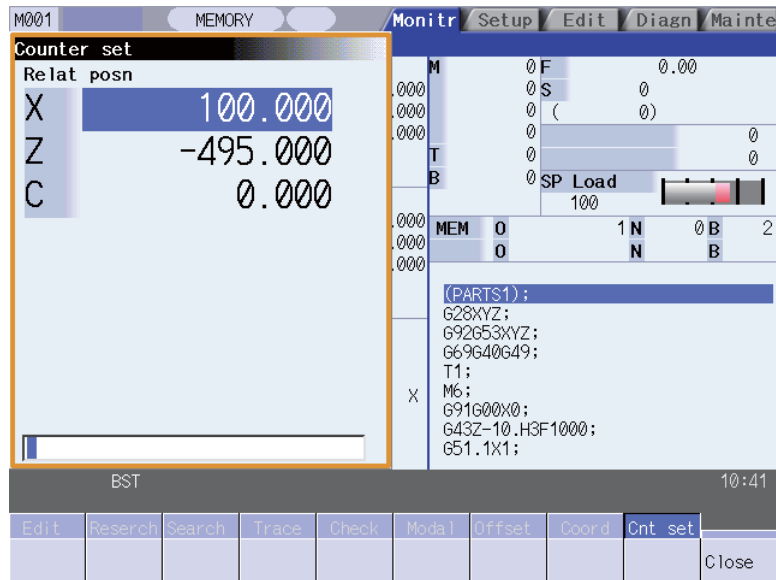 M001 MEMORY Monitr Setup Edit Diagn Mainte
Counter set
Relat posn
X 100.000
Z -495.000
C 0.000
.000
.000
.000
.000
.000
.000
X
M 0 F 0.00
0 S 0
0 ( 0)
0 0
T 0 0
B 0 SP Load
100
MEM O 1 N 0 B 2
O N B
(PARTS1);
G28XYZ;
G92G53XYZ;
G69G40G49;
T1;
M6;
G91G00X0;
G43Z-10.H3F1000;
G51.1X1;
BST 10:41
Edit Reserch Search Trace Check Modal Offset Coord Cnt set
Close